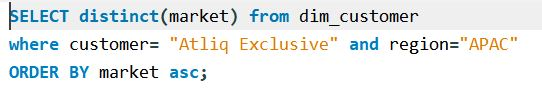 SELECT distinct(market) from dim_customer
where customer= "Atliq Exclusive" and region="APAC"
ORDER BY market asc;